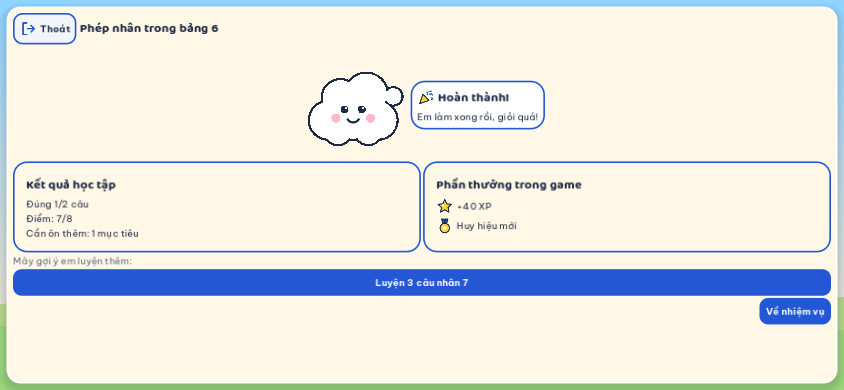 Thoát
Phép nhân trong bảng 6
Hoàn thành!
Em làm xong rồi, giỏi quá!
Kết quả học tập
Đúng 1/2 câu
Điểm: 7/8
Cần ôn thêm: 1 mục tiêu
Phần thưởng trong game
+40 XP
Huy hiệu mới
Mây gợi ý em luyện thêm:
Luyện 3 câu nhân 7
Về nhiệm vụ